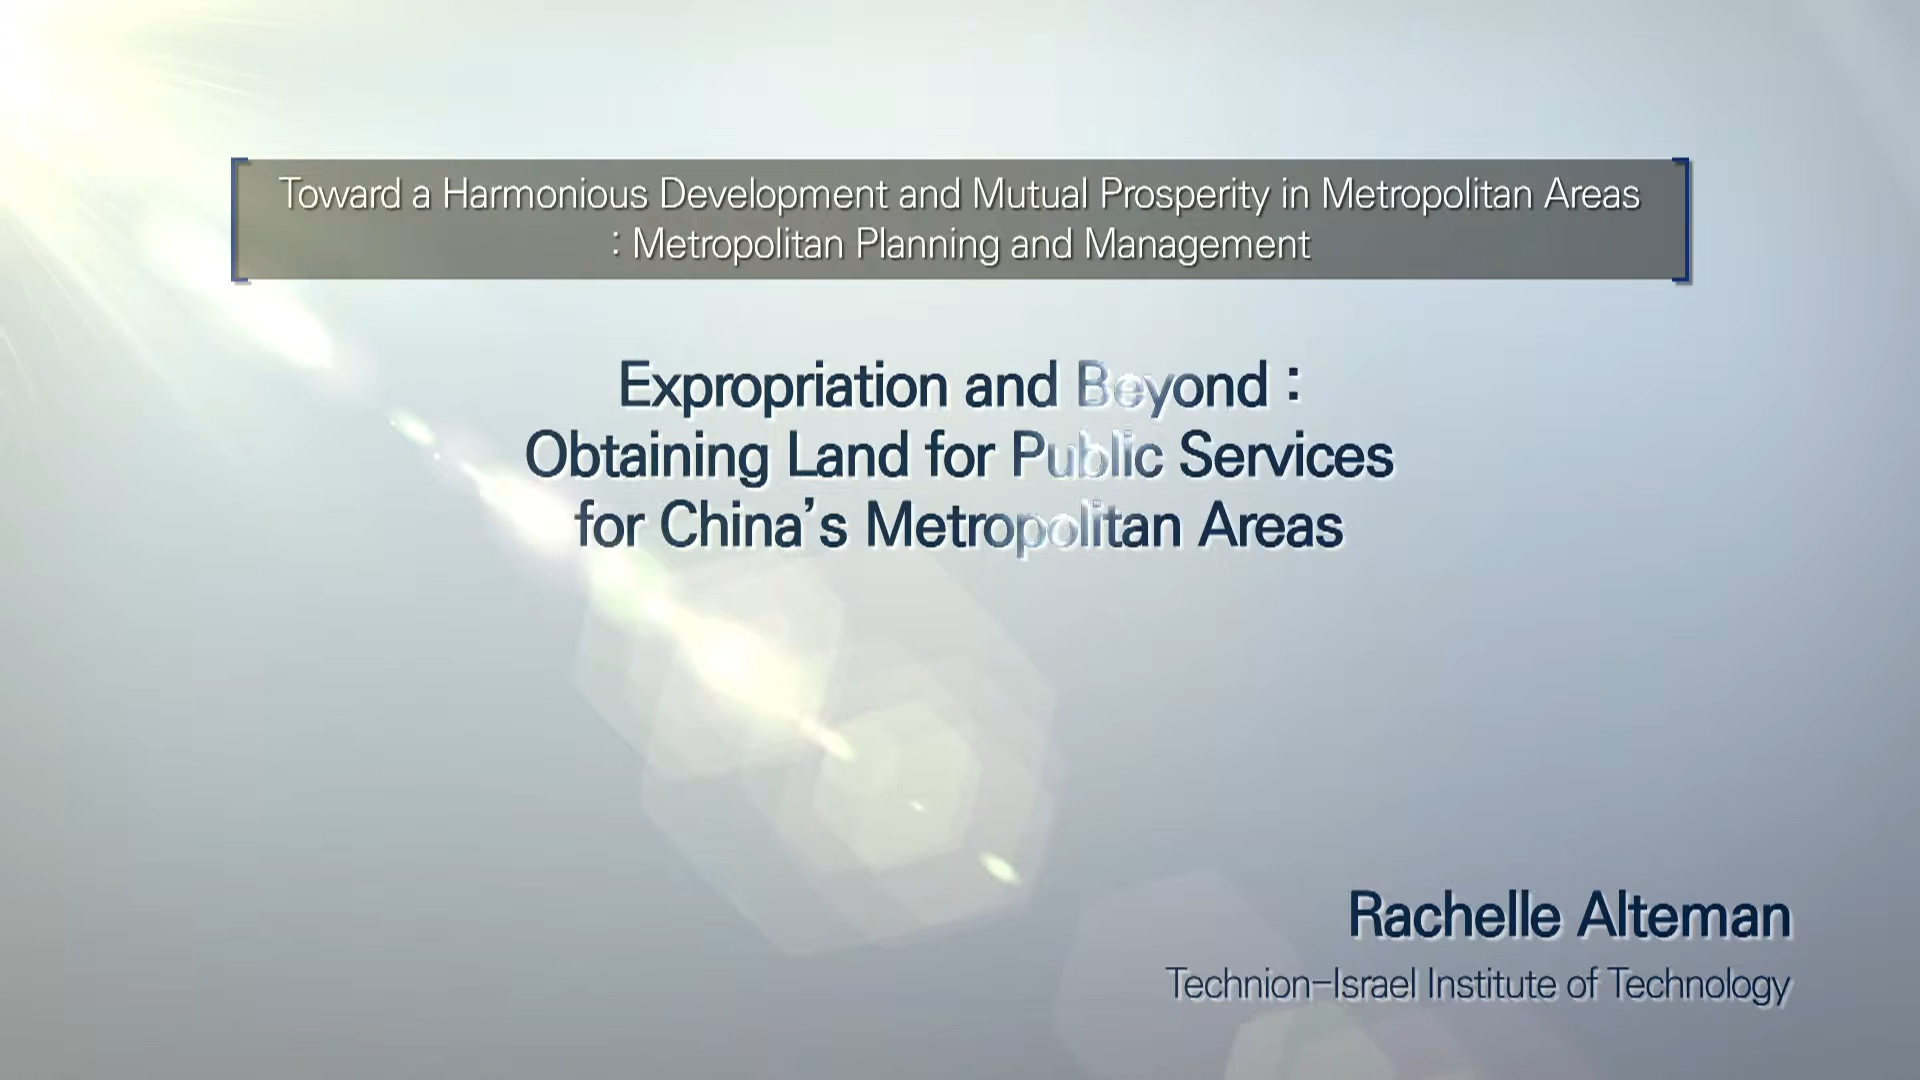 Toward a Harmonious Development and Mutual Prosperity in Metropolitan Areas
: Metropolitan Planning and Management
Expropriation and Beyond :
Obtaining Land for Public Services
for China's Metropolitan Areas
Rachelle Alteman
Technion-Israel Institute of Technology